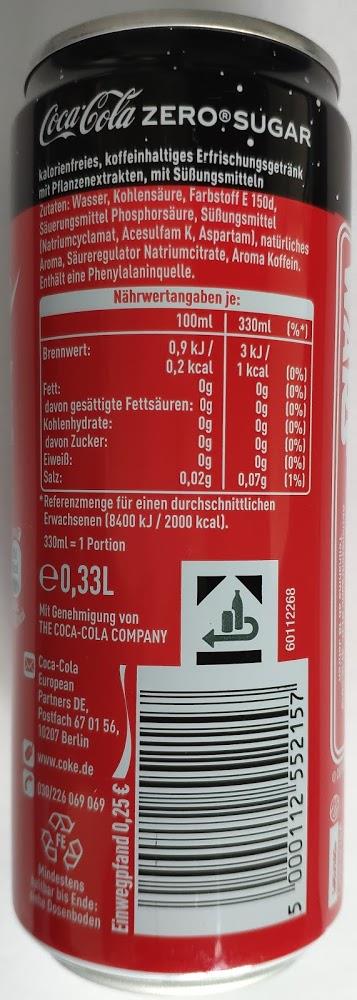 Coca-Cola ZERO® SUGAR
kalorienfreies, koffeinhaltiges Erfrischungsgetränk
mit Pflanzenextrakten, mit Süßungsmitteln
Zutaten: Wasser, Kohlensäure, Farbstoff E 150d,
Säuerungsmittel Phosphorsäure, Süßungsmittel
(Natriumcyclamat, Acesulfam K, Aspartam), natürliches
Aroma, Säureregulator Natriumcitrate, Aroma Koffein.
Enthält eine Phenylalaninquelle.
Nährwertangaben je:
100ml 330ml (%*)
Brennwert: 0,9 kJ / 3 kJ /
0,2 kcal 1 kcal (0%)
Fett: 0g 0g (0%)
davon gesättigte Fettsäuren: 0g 0g (0%)
Kohlenhydrate: 0g 0g (0%)
davon Zucker: 0g 0g (0%)
Eiweiß: 0g 0g (0%)
Salz: 0,02g 0,07g (1%)
*Referenzmenge für einen durchschnittlichen
Erwachsenen (8400 kJ / 2000 kcal).
330ml = 1 Portion
e0,33L
Mit Genehmigung von
THE COCA-COLA COMPANY
60112268
Coca-Cola
European
Partners DE,
Postfach 67 01 56,
10207 Berlin
www.coke.de
030/226 069 069
FE
Mindestens
haltbar bis Ende:
siehe Dosenboden
Einwegpfand 0,25 €
5 000112 552157